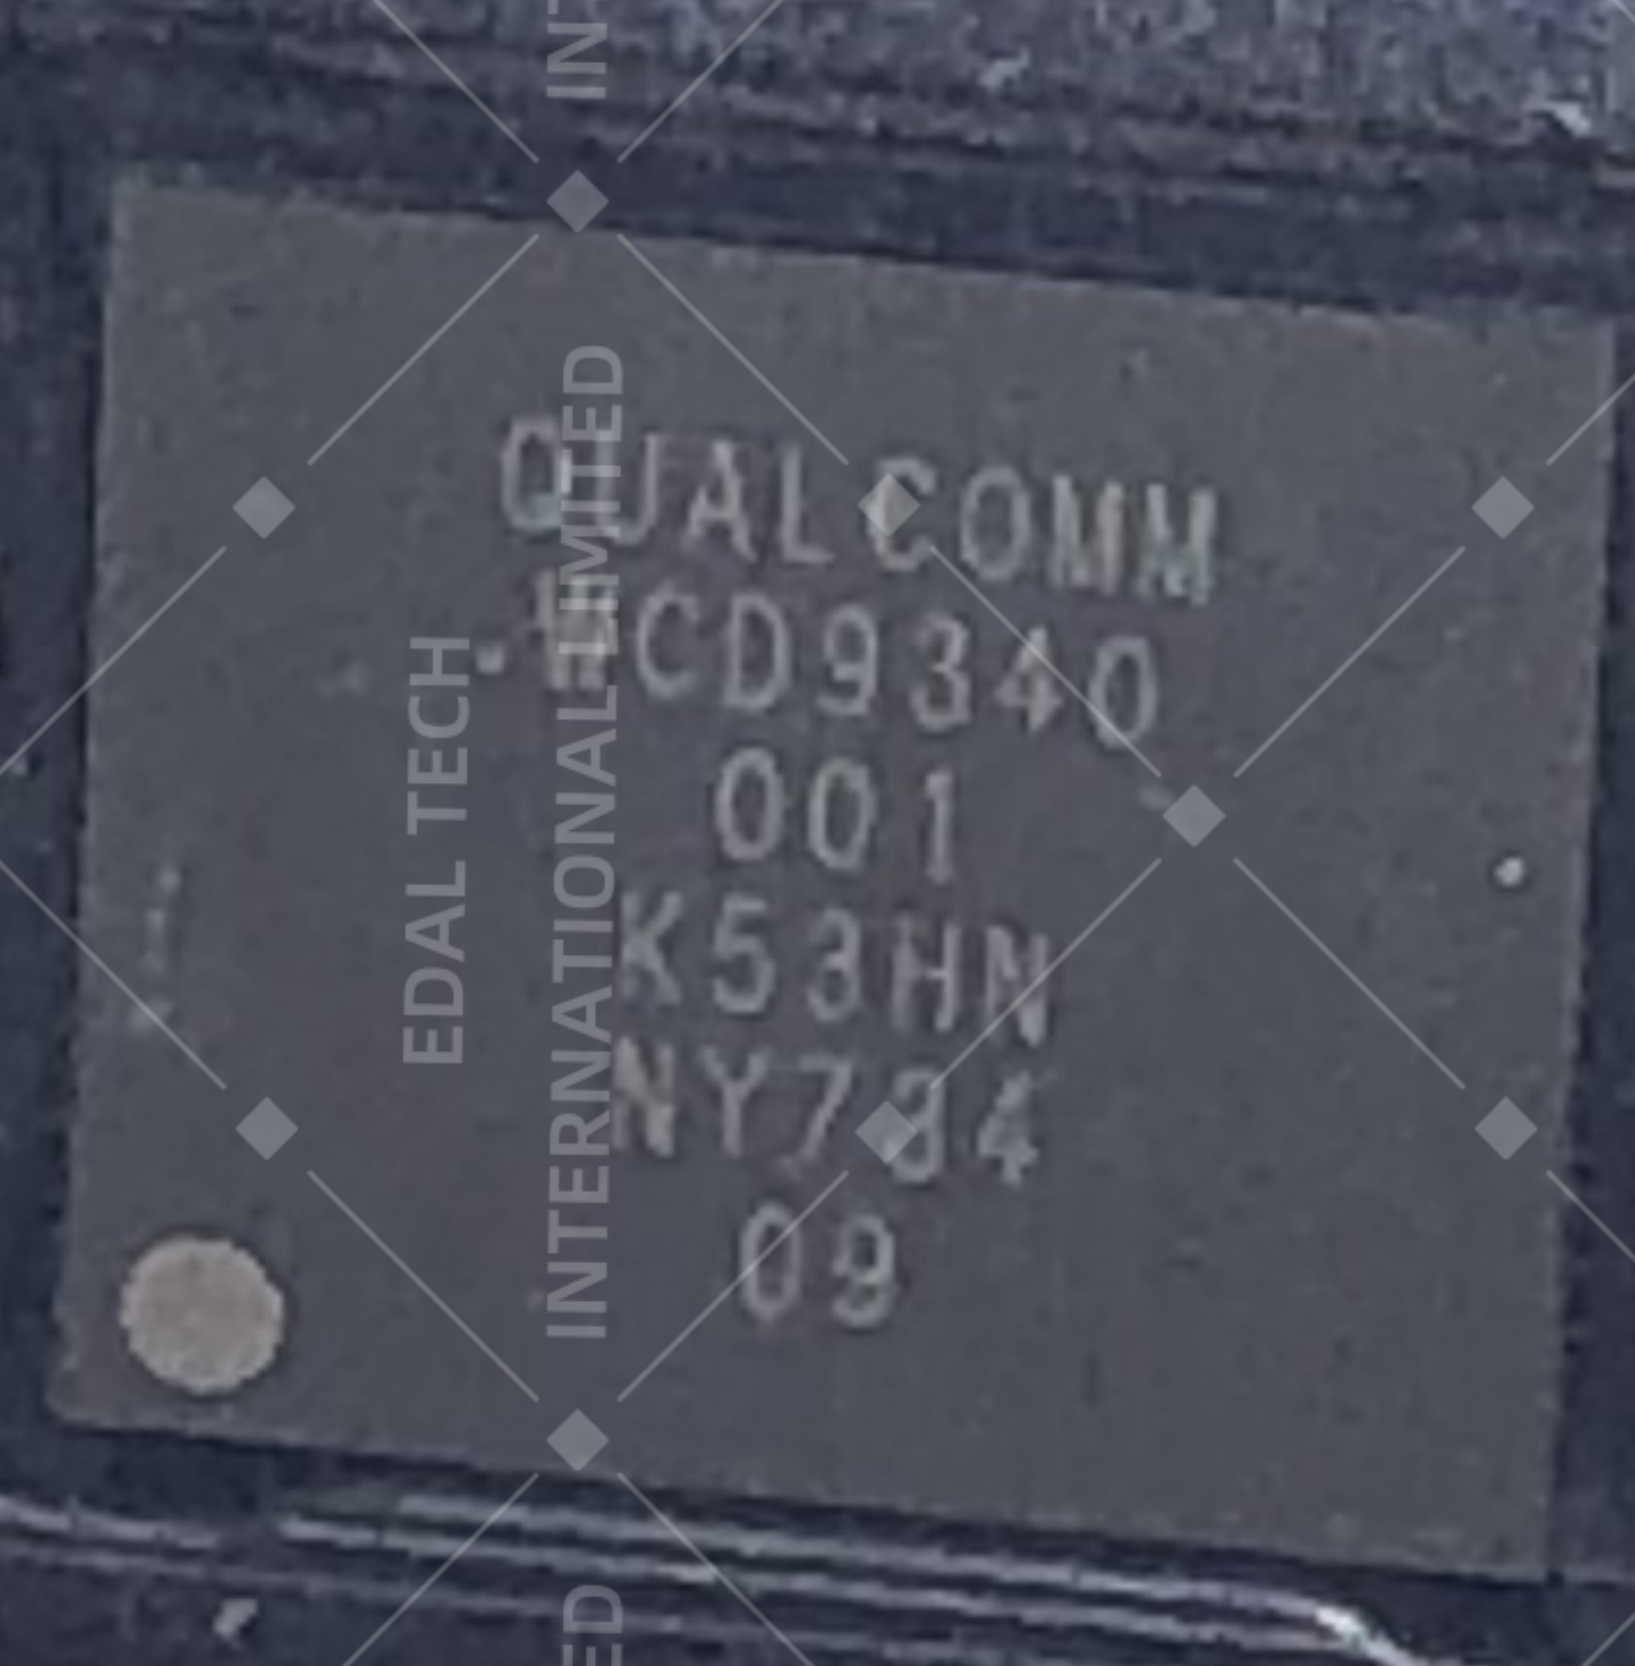 QUALCOMM
WCD9340
001
K53HN
NY734
09
EDAL TECH
INTERNATIONAL LIMITED